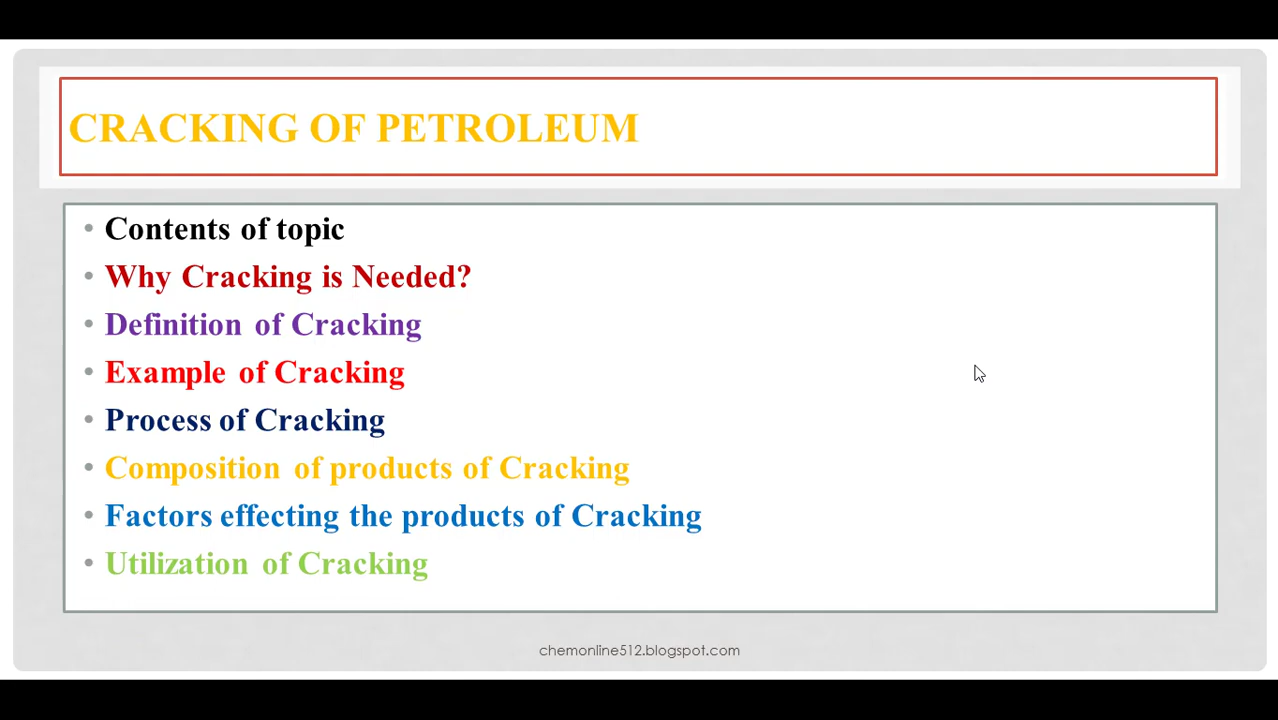 CRACKING OF PETROLEUM
• Contents of topic
• Why Cracking is Needed?
• Definition of Cracking
• Example of Cracking
• Process of Cracking
• Composition of products of Cracking
• Factors effecting the products of Cracking
• Utilization of Cracking
chemonline512.blogspot.com